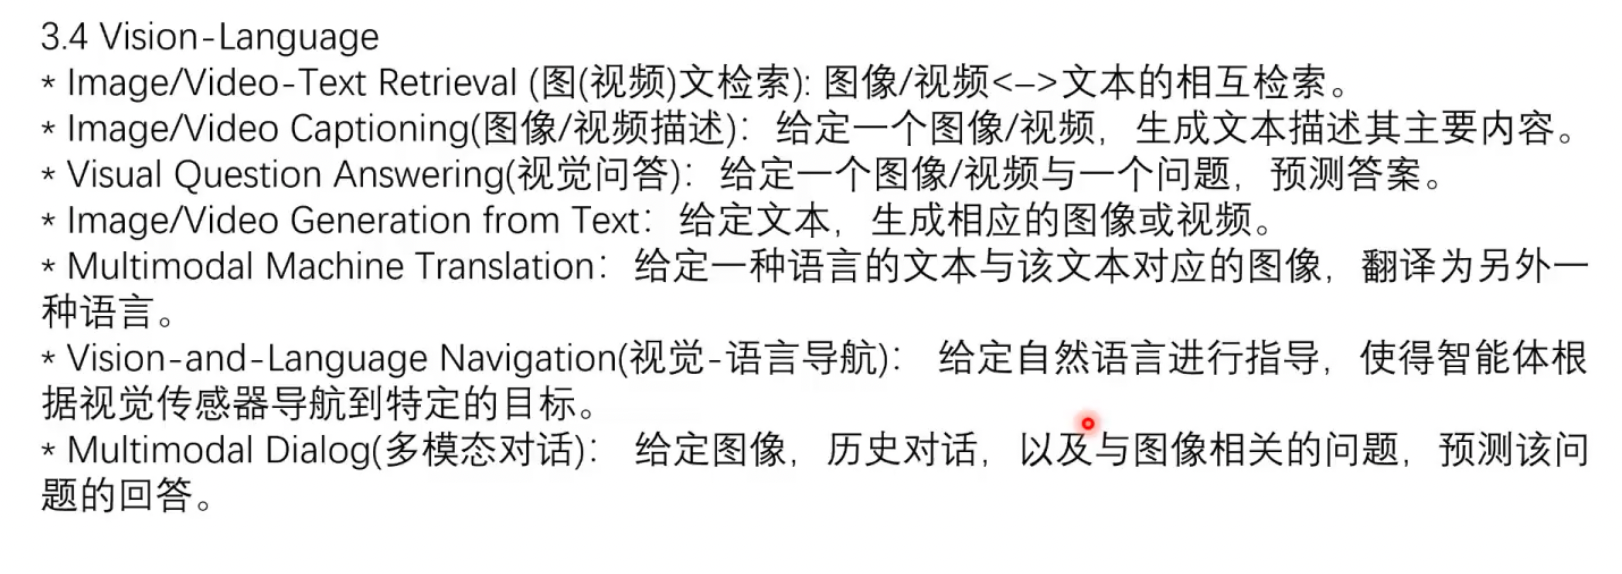 3.4 Vision-Language
* Image/Video-Text Retrieval (图(视频)文检索): 图像/视频<->文本的相互检索。
* Image/Video Captioning(图像/视频描述)：给定一个图像/视频，生成文本描述其主要内容。
* Visual Question Answering(视觉问答)：给定一个图像/视频与一个问题，预测答案。
* Image/Video Generation from Text：给定文本，生成相应的图像或视频。
* Multimodal Machine Translation：给定一种语言的文本与该文本对应的图像，翻译为另外一
种语言。
* Vision-and-Language Navigation(视觉-语言导航)： 给定自然语言进行指导，使得智能体根
据视觉传感器导航到特定的目标。
* Multimodal Dialog(多模态对话)： 给定图像，历史对话，以及与图像相关的问题，预测该问
题的回答。